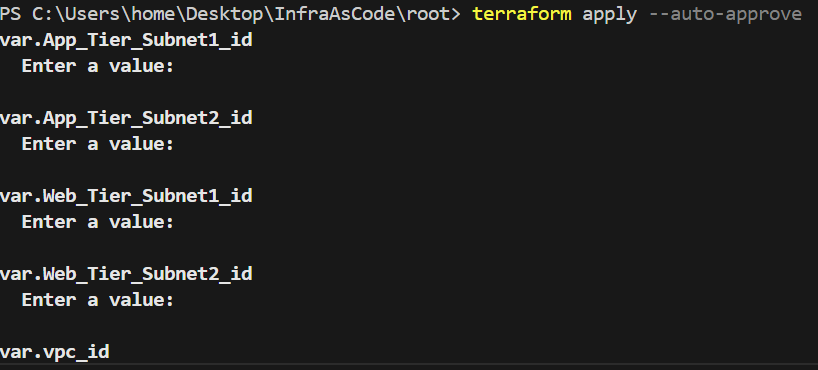 PS C:\Users\home\Desktop\InfraAsCode\root> terraform apply --auto-approve
var.App_Tier_Subnet1_id
Enter a value:
var.App_Tier_Subnet2_id
Enter a value:
var.Web_Tier_Subnet1_id
Enter a value:
var.Web_Tier_Subnet2_id
Enter a value:
var.vpc_id